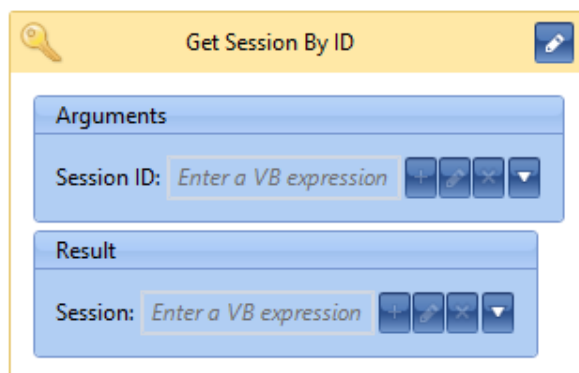 Get Session By ID
Arguments
Session ID: Enter a VB expression
Result
Session: Enter a VB expression